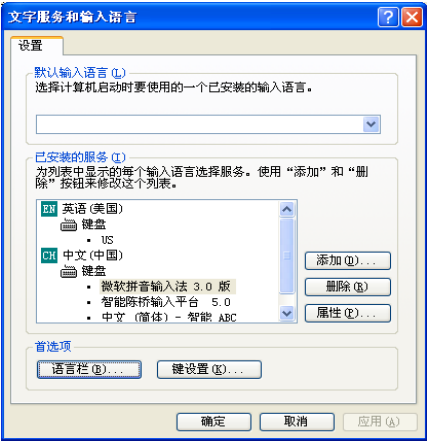 文字服务和输入语言
设置
默认输入语言(L)
选择计算机启动时要使用的一个已安装的输入语言。
已安装的服务(I)
为列表中显示的每个输入语言选择服务。使用“添加”和“删
除”按钮来修改这个列表。
EN 英语(美国)
键盘
US
CH 中文(中国)
键盘
微软拼音输入法 3.0 版
智能陈桥输入平台 5.0
中文 (简体) - 智能 ABC
添加(D)...
删除(R)
属性(P)...
首选项
语言栏(B)...
键设置(K)...
确定
取消
应用(A)